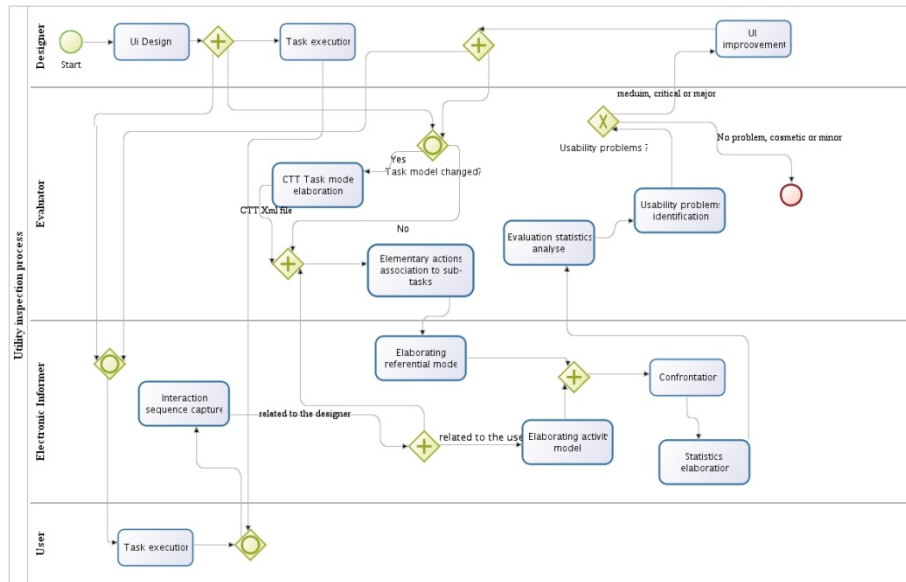 Utility inspection process
Designer
Start
Ui Design
Task execution
UI
improovement
Evaluator
meduim, critical or major
No problem, cosmetic or minor
Usability problems ?
Yes
Task model changed?
CTT Task mode
elaboration
CTT Xml file
No
Elementary actions
association to sub-
tasks
Evaluation statistics
analyse
Usability problems
identification
Electronic Informer
Elaborating
referential mode
Interaction
sequence capture
related to the designer
related to the use
Elaborating activit
model
Confrontation
Statistics
elaboration
User
Task execution